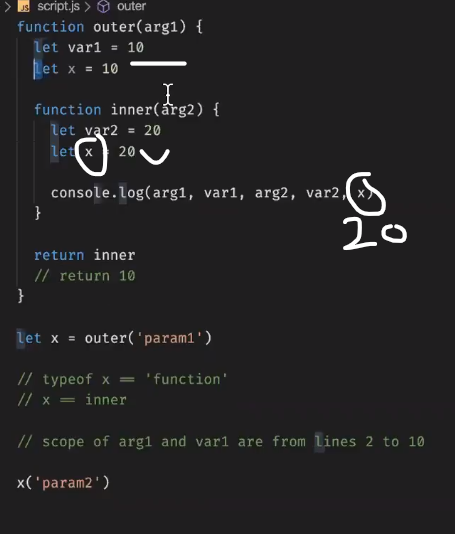 > JS script.js > outer
function outer(arg1) {
let var1 = 10
let x = 10
function inner(arg2) {
let var2 = 20
let x = 20
console.log(arg1, var1, arg2, var2, x)
20
}
return inner
// return 10
}
let x = outer('param1')
// typeof x == 'function'
// x == inner
// scope of arg1 and var1 are from lines 2 to 10
x('param2')